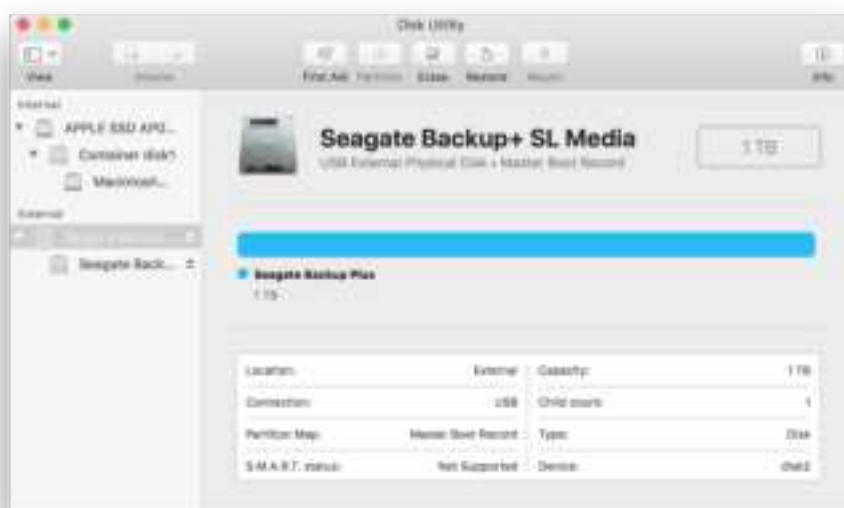 Disk Utility
View
Volume
First Aid Partition Erase Restore Mount
Info
Internal
APPLE SSD AP0...
Container disk1
Macintosh...
External
Seagate Back...
Seagate Backup+ SL Media
USB External Physical Disk • Master Boot Record
1 TB
Seagate Backup Plus
1 TB
Location: External
Capacity: 1 TB
Connection: USB
Child count: 1
Partition Map: Master Boot Record
Type: Disk
S.M.A.R.T. status: Not Supported
Device: disk2